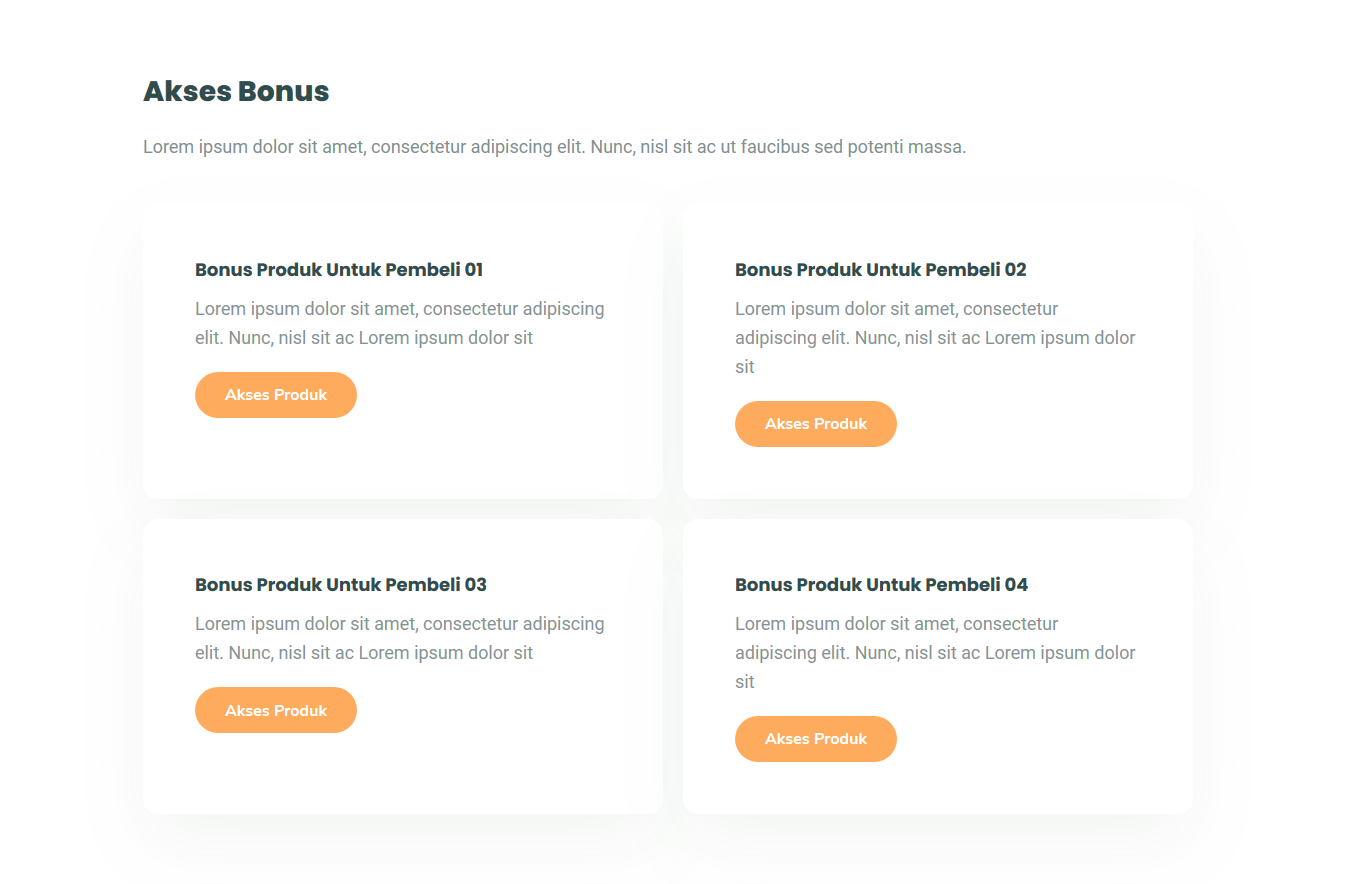 Akses Bonus
Lorem ipsum dolor sit amet, consectetur adipiscing elit. Nunc, nisl sit ac ut faucibus sed potenti massa.
Bonus Produk Untuk Pembeli 01
Lorem ipsum dolor sit amet, consectetur adipiscing
elit. Nunc, nisl sit ac Lorem ipsum dolor sit
Akses Produk
Bonus Produk Untuk Pembeli 02
Lorem ipsum dolor sit amet, consectetur
adipiscing elit. Nunc, nisl sit ac Lorem ipsum dolor
sit
Akses Produk
Bonus Produk Untuk Pembeli 03
Lorem ipsum dolor sit amet, consectetur adipiscing
elit. Nunc, nisl sit ac Lorem ipsum dolor sit
Akses Produk
Bonus Produk Untuk Pembeli 04
Lorem ipsum dolor sit amet, consectetur
adipiscing elit. Nunc, nisl sit ac Lorem ipsum dolor
sit
Akses Produk